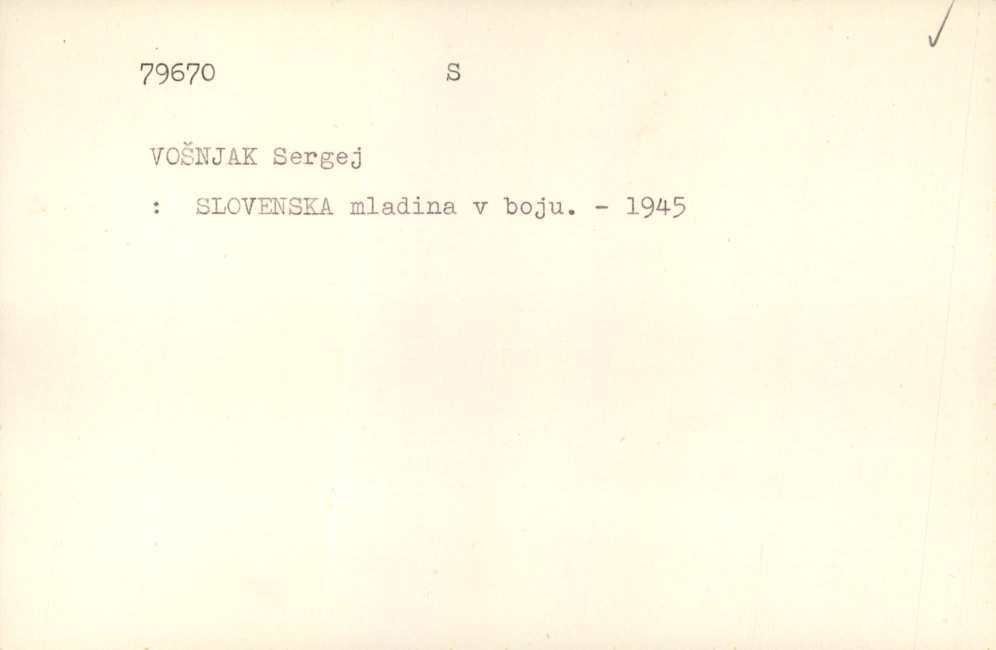 79670 S
VOŠNJAK Sergej
: SLOVENSKA mladina v boju. - 1945